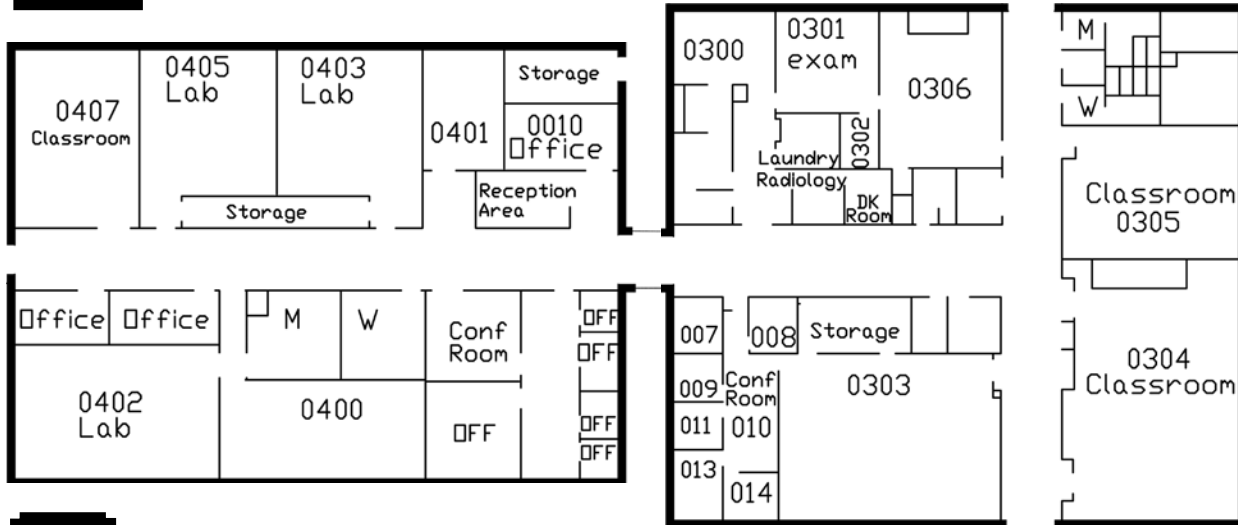 0407
Classroom
0405
Lab
0403
Lab
0401
Storage
0010
Office
Reception
Area
Storage
Office
Office
M
W
Conf
Room
OFF
OFF
0402
Lab
0400
OFF
OFF
OFF
0300
0301
exam
0306
0302
Laundry
Radiology
DK
Room
M
W
Classroom
0305
007
008
Storage
009
Conf
Room
0303
011
010
013
014
0304
Classroom